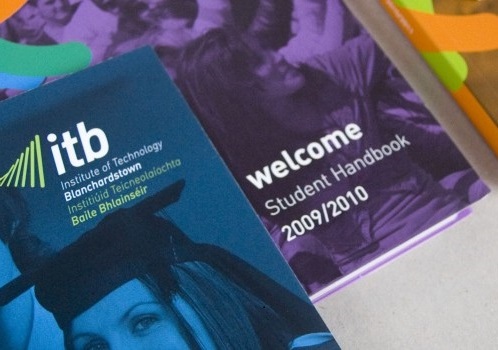 itb
Institute of Technology
Blanchardstown
Institiúid Teicneolaíochta
Baile Bhlainséir
welcome
Student Handbook
2009/2010